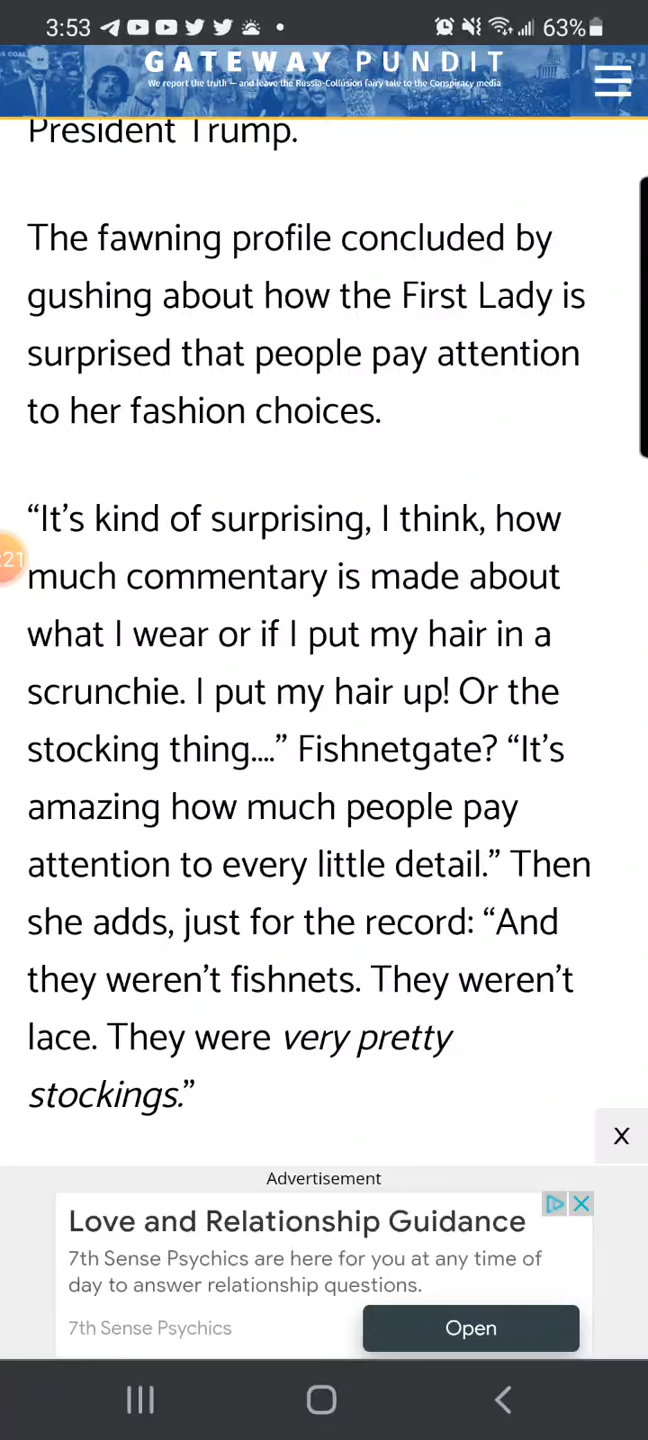 3:53
63%
GATEWAY PUNDIT
We report the truth — and leave the Russia-Collusion fairy tale to the Conspiracy media
President Trump.
The fawning profile concluded by
gushing about how the First Lady is
surprised that people pay attention
to her fashion choices.
“It’s kind of surprising, I think, how
:21
much commentary is made about
what I wear or if I put my hair in a
scrunchie. I put my hair up! Or the
stocking thing....” Fishnetgate? “It’s
amazing how much people pay
attention to every little detail.” Then
she adds, just for the record: “And
they weren’t fishnets. They weren’t
lace. They were very pretty
stockings.”
X
Advertisement
Love and Relationship Guidance
7th Sense Psychics are here for you at any time of
day to answer relationship questions.
7th Sense Psychics
Open